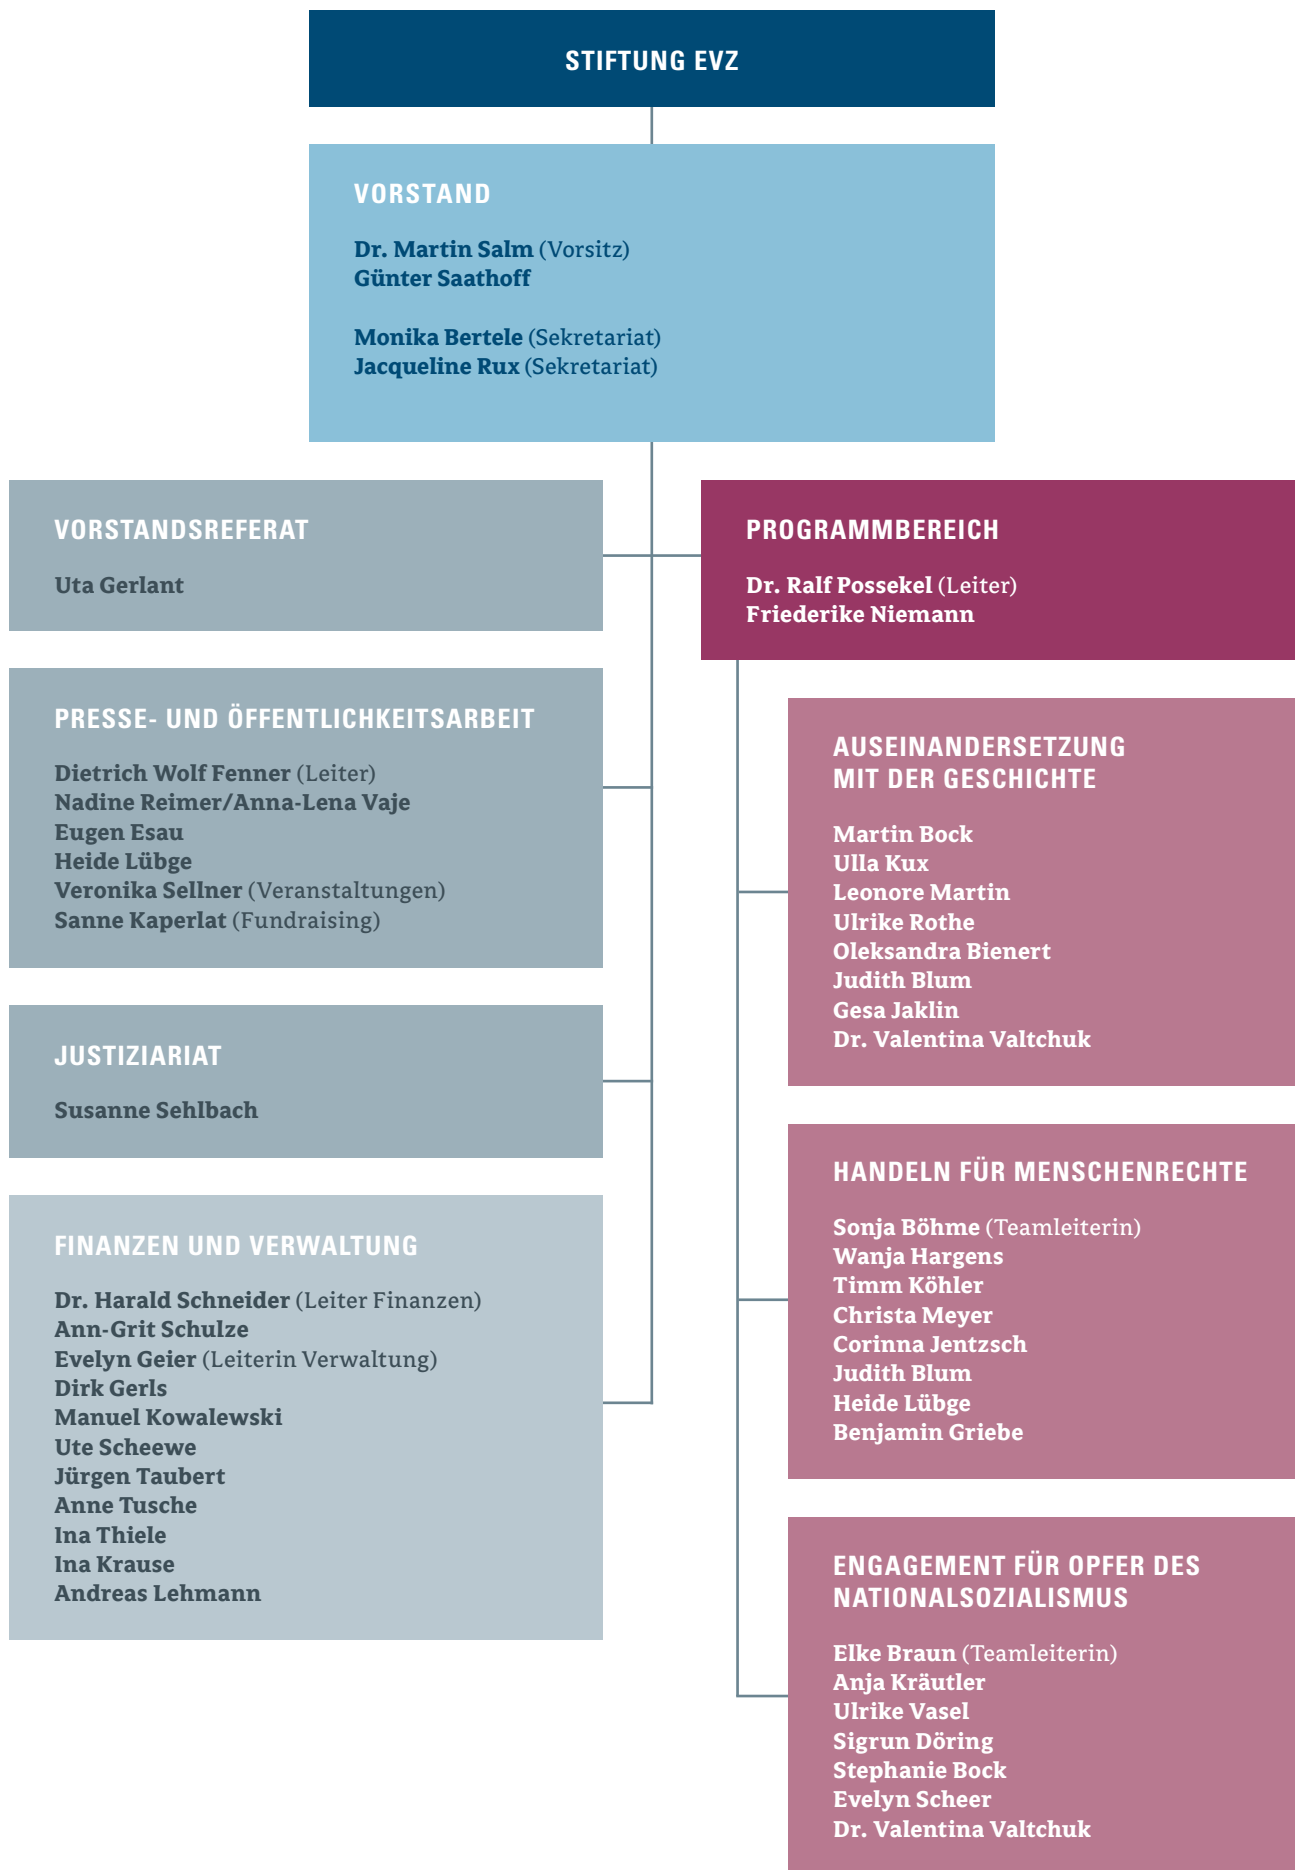 STIFTUNG EVZ
VORSTAND
Dr. Martin Salm (Vorsitz)
Günter Saathoff
Monika Bertele (Sekretariat)
Jacqueline Rux (Sekretariat)
VORSTANDSREFERAT
Uta Gerlant
PRESSE- UND ÖFFENTLICHKEITSARBEIT
Dietrich Wolf Fenner (Leiter)
Nadine Reimer/Anna-Lena Vaje
Eugen Esau
Heide Lübge
Veronika Sellner (Veranstaltungen)
Sanne Kaperlat (Fundraising)
JUSTIZIARIAT
Susanne Sehlbach
FINANZEN UND VERWALTUNG
Dr. Harald Schneider (Leiter Finanzen)
Ann-Grit Schulze
Evelyn Geier (Leiterin Verwaltung)
Dirk Gerls
Manuel Kowalewski
Ute Scheewe
Jürgen Taubert
Anne Tusche
Ina Thiele
Ina Krause
Andreas Lehmann
PROGRAMMBEREICH
Dr. Ralf Possekel (Leiter)
Friederike Niemann
AUSEINANDERSETZUNG
MIT DER GESCHICHTE
Martin Bock
Ulla Kux
Leonore Martin
Ulrike Rothe
Oleksandra Bienert
Judith Blum
Gesa Jaklin
Dr. Valentina Valtchuk
HANDELN FÜR MENSCHENRECHTE
Sonja Böhme (Teamleiterin)
Wanja Hargens
Timm Köhler
Christa Meyer
Corinna Jentzsch
Judith Blum
Heide Lübge
Benjamin Griebe
ENGAGEMENT FÜR OPFER DES
NATIONALSOZIALISMUS
Elke Braun (Teamleiterin)
Anja Kräutler
Ulrike Vasel
Sigrun Döring
Stephanie Bock
Evelyn Scheer
Dr. Valentina Valtchuk